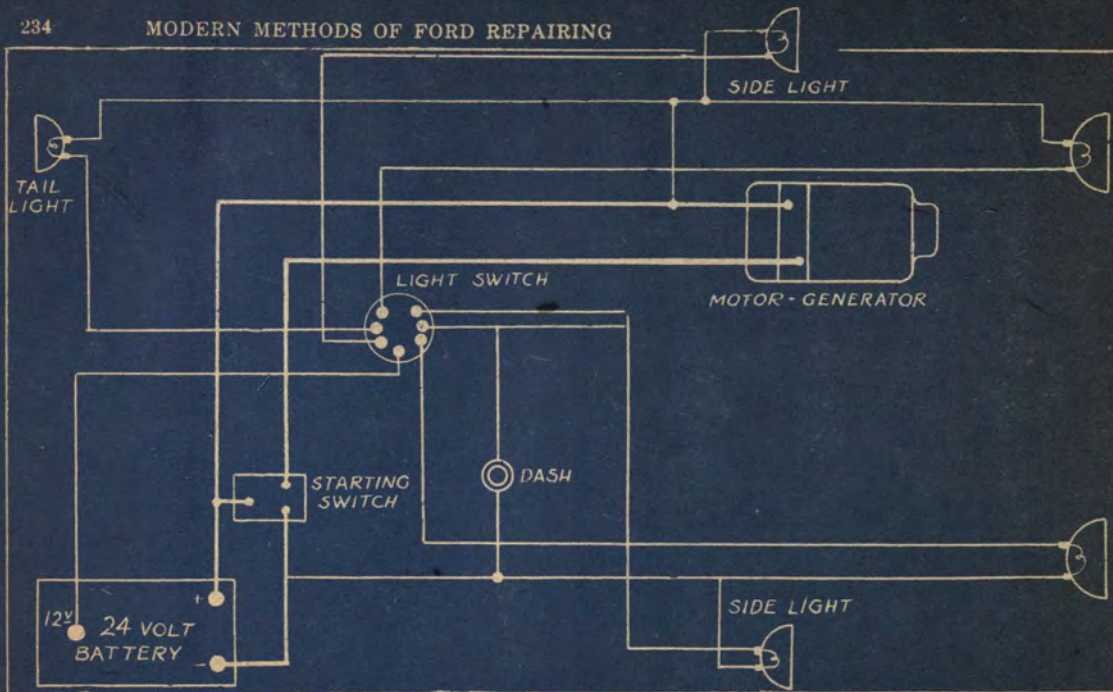 234 MODERN METHODS OF FORD REPAIRING
SIDE LIGHT
TAIL
LIGHT
LIGHT SWITCH
MOTOR-GENERATOR
STARTING
SWITCH
DASH
12V
+
24 VOLT
BATTERY
-
SIDE LIGHT